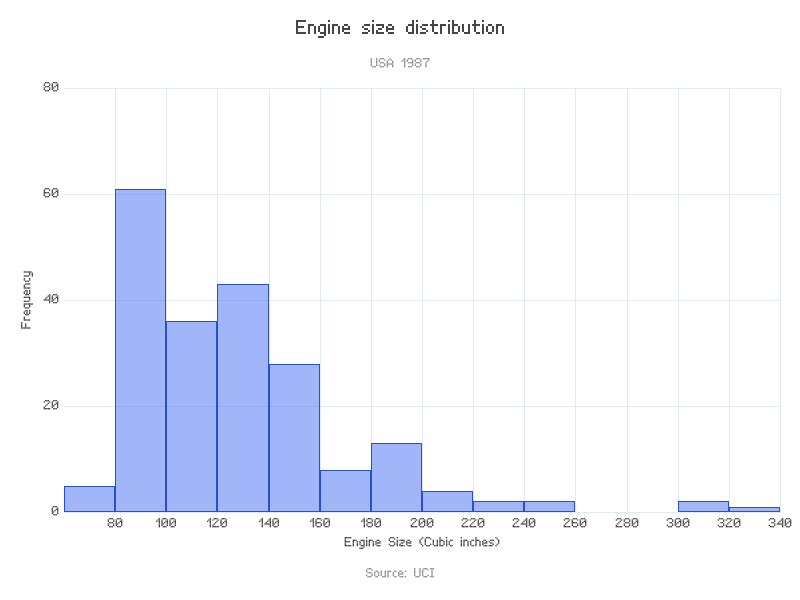 Engine size distribution
USA 1987
80
60
40
20
0
Frequency
80 100 120 140 160 180 200 220 240 260 280 300 320 340
Engine Size (Cubic inches)
Source: UCI